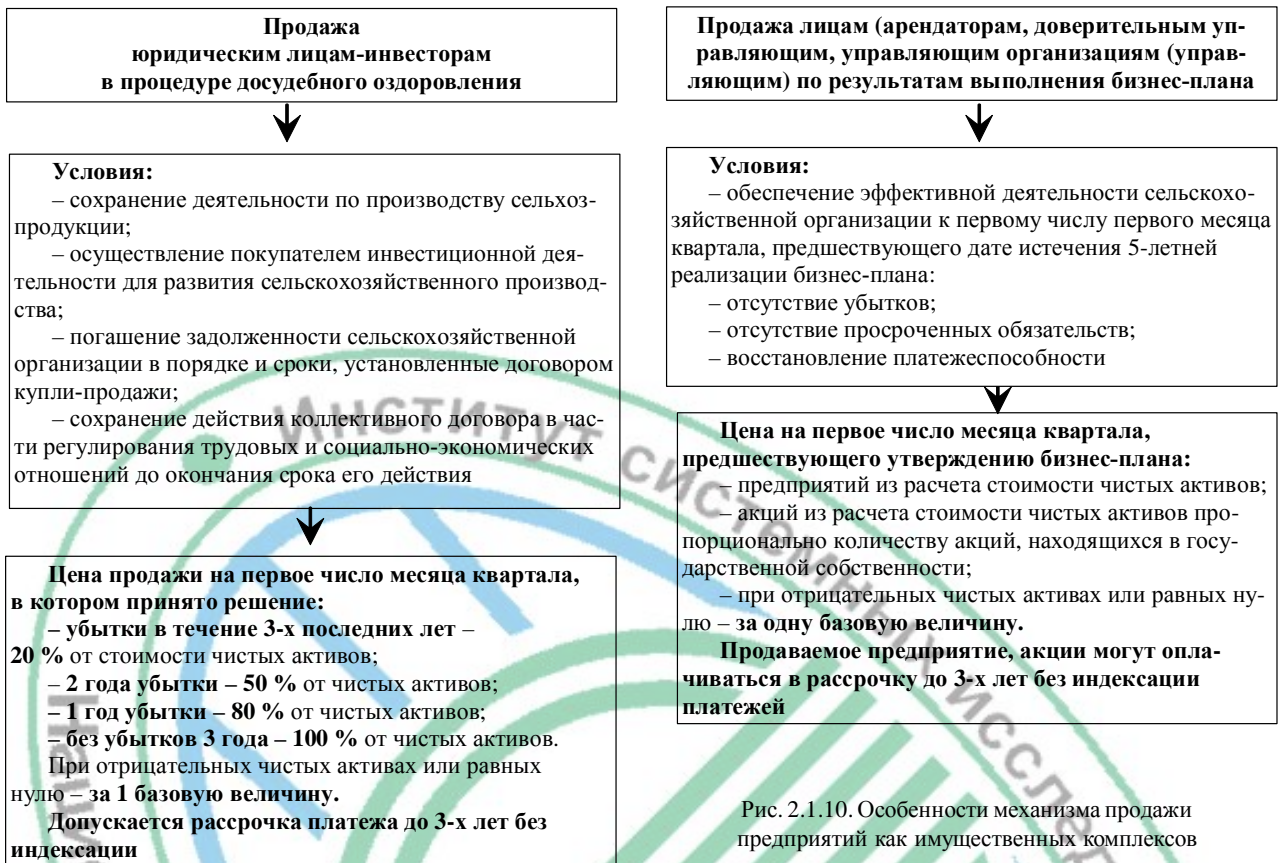 Продажа
юридическим лицам-инвесторам
в процедуре досудебного оздоровления
Условия:
– сохранение деятельности по производству сельхоз-
продукции;
– осуществление покупателем инвестиционной дея-
тельности для развития сельскохозяйственного производ-
ства;
– погашение задолженности сельскохозяйственной
организации в порядке и сроки, установленные договором
купли-продажи;
– сохранение действия коллективного договора в час-
ти регулирования трудовых и социально-экономических
отношений до окончания срока его действия
Цена продажи на первое число месяца квартала,
в котором принято решение:
– убытки в течение 3-х последних лет –
20 % от стоимости чистых активов;
– 2 года убытки – 50 % от чистых активов;
– 1 год убытки – 80 % от чистых активов;
– без убытков 3 года – 100 % от чистых активов.
При отрицательных чистых активах или равных
нулю – за 1 базовую величину.
Допускается рассрочка платежа до 3-х лет без
индексации
Продажа лицам (арендаторам, доверительным уп-
равляющим, управляющим организациям (управ-
ляющим) по результатам выполнения бизнес-плана
Условия:
– обеспечение эффективной деятельности сельскохо-
зяйственной организации к первому числу первого месяца
квартала, предшествующего дате истечения 5-летней
реализации бизнес-плана:
– отсутствие убытков;
– отсутствие просроченных обязательств;
– восстановление платежеспособности
Цена на первое число месяца квартала,
предшествующего утверждению бизнес-плана:
– предприятий из расчета стоимости чистых активов;
– акций из расчета стоимости чистых активов про-
порционально количеству акций, находящихся в госу-
дарственной собственности;
– при отрицательных чистых активах или равных ну-
лю – за одну базовую величину.
Продаваемое предприятие, акции могут опла-
чиваться в рассрочку до 3-х лет без индексации
платежей
Рис. 2.1.10. Особенности механизма продажи
предприятий как имущественных комплексов
Институт системных исслед